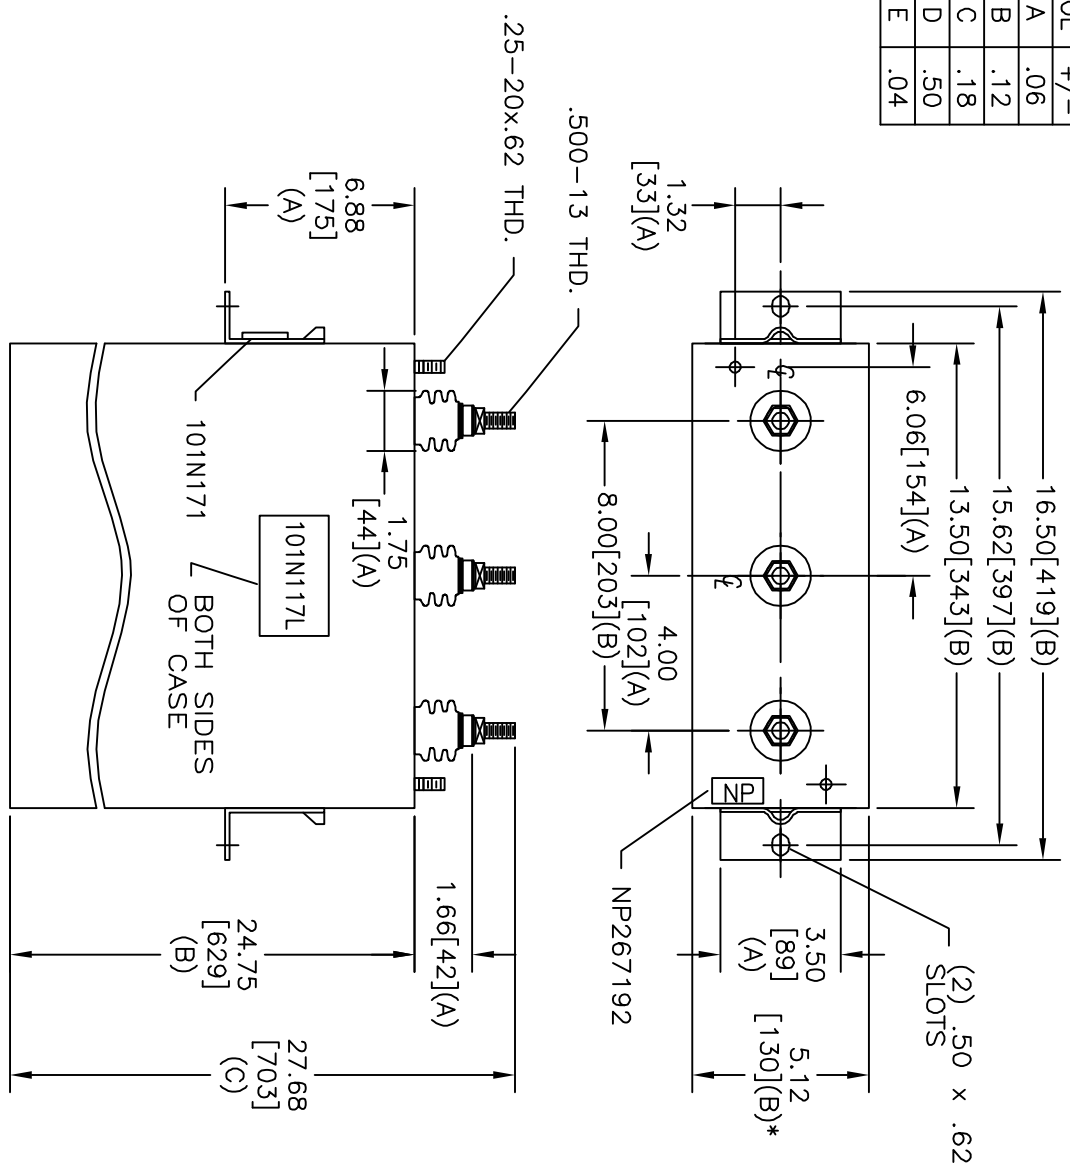 OL +/-
A .06
B .12
C .18
D .50
E .04
16.50[419](B)
15.62[397](B)
13.50[343](B)
6.06[154](A)
(2) .50 x .62
SLOTS
3.50
[89]
(A)
5.12
[130](B)*
1.32
[33](A)
CL
CL
NP
4.00
[102](A)
8.00[203](B)
NP267192
.500-13 THD.
.25-20x.62 THD.
1.66[42](A)
1.75
[44](A)
6.88
[175]
(A)
101N117L
101N171
BOTH SIDES
OF CASE
24.75
[629]
(B)
27.68
[703]
(C)